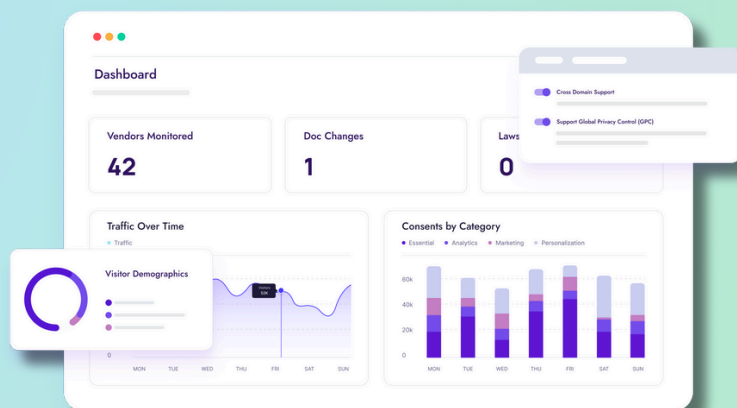 Dashboard
Vendors Monitored
42
Doc Changes
1
Laws
0
Cross Domain Support
Support Global Privacy Control (GPC)
Traffic Over Time
Traffic
0
MON TUE WED THU FRI SAT SUN
Visitor Demographics
Consents by Category
Essential Analytics Marketing Personalization
60k
40k
20k
0
MON TUE WED THU FRI SAT SUN